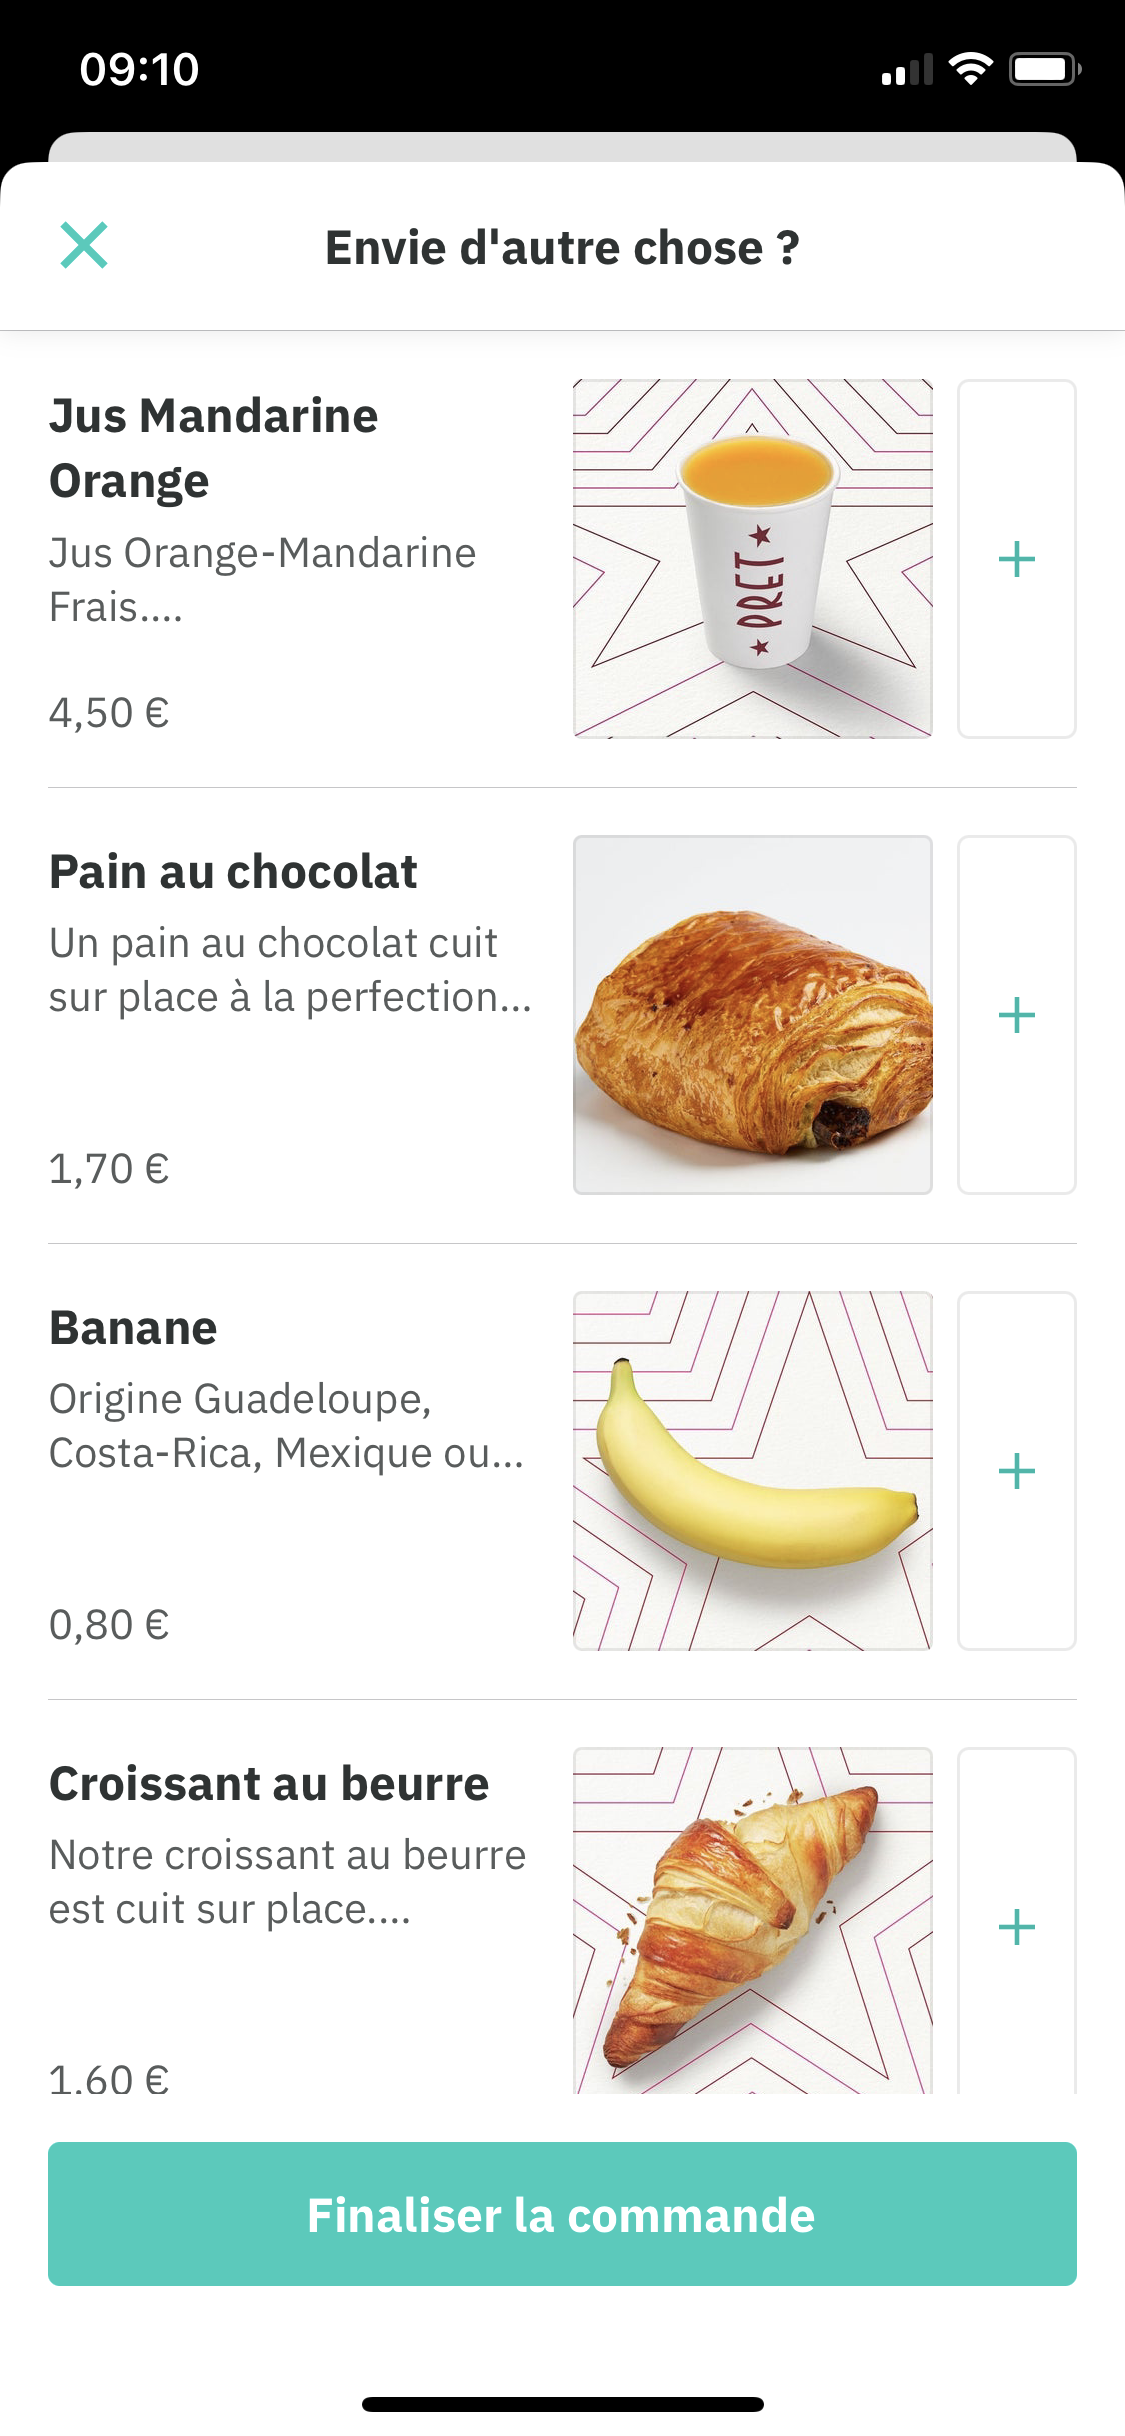 09:10
Envie d'autre chose ?
Jus Mandarine
Orange
Jus Orange-Mandarine
Frais....
4,50 €
PRET
Pain au chocolat
Un pain au chocolat cuit
sur place à la perfection...
1,70 €
Banane
Origine Guadeloupe,
Costa-Rica, Mexique ou...
0,80 €
Croissant au beurre
Notre croissant au beurre
est cuit sur place....
1,60 €
Finaliser la commande